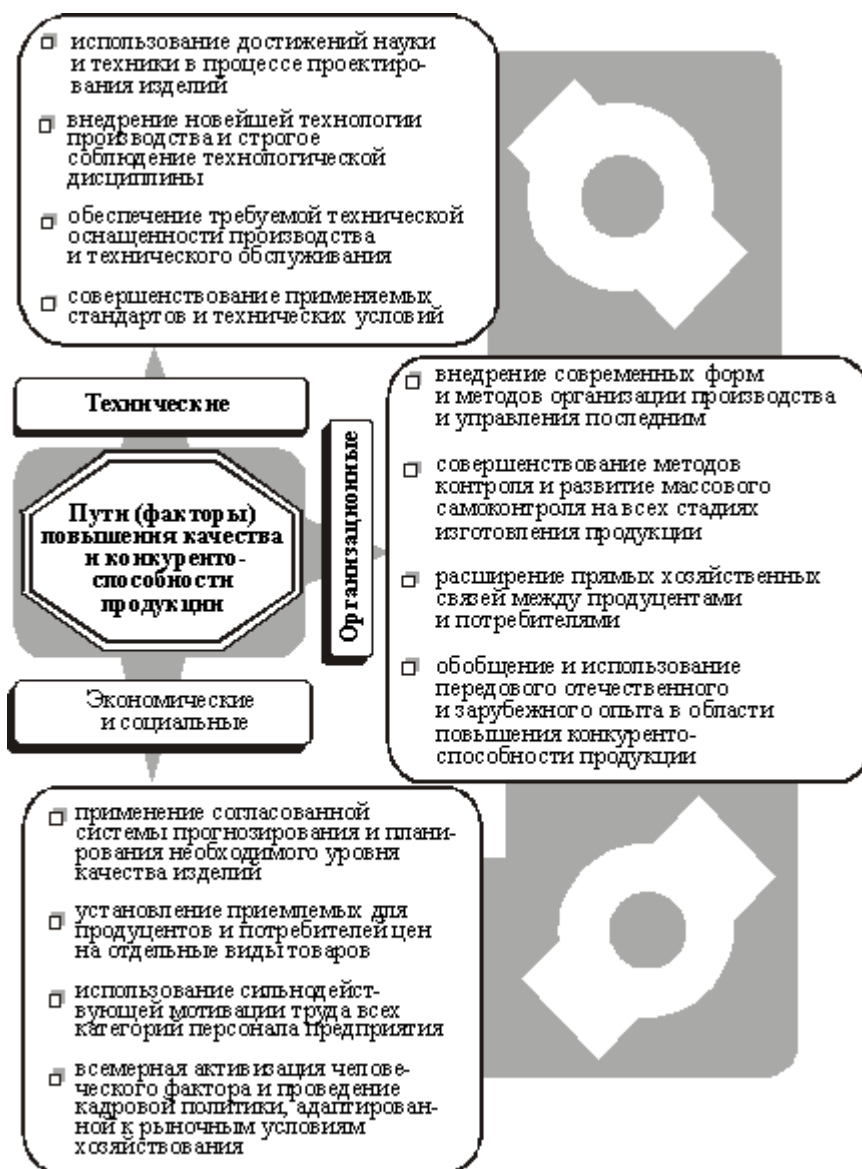 использование достижений науки
и техники в процессе проектиро-
вания изделий
внедрение новейшей технологии
производства и строгое
соблюдение технологической
дисциплины
обеспечение требуемой технической
оснащенности производства
и технического обслуживания
совершенствование применяемых
стандартов и технических условий
Технические
Пути (факторы)
повышения качества
и конкуренто-
способности
продукции
Организационные
внедрение современных форм
и методов организации производства
и управления последним
совершенствование методов
контроля и развитие массового
самоконтроля на всех стадиях
изготовления продукции
расширение прямых хозяйственных
связей между продуцентами
и потребителями
обобщение и использование
передового отечественного
и зарубежного опыта в области
повышения конкуренто-
способности продукции
Экономические
и социальные
применение согласованной
системы прогнозирования и плани-
рования необходимого уровня
качества изделий
установление приемлемых для
продуцентов и потребителей цен
на отдельные виды товаров
использование сильнодейст-
вующей мотивации труда всех
категорий персонала предприятия
всемерная активизация челове-
ческого фактора и проведение
кадровой политики, адаптирован-
ной к рыночным условиям
хозяйствования